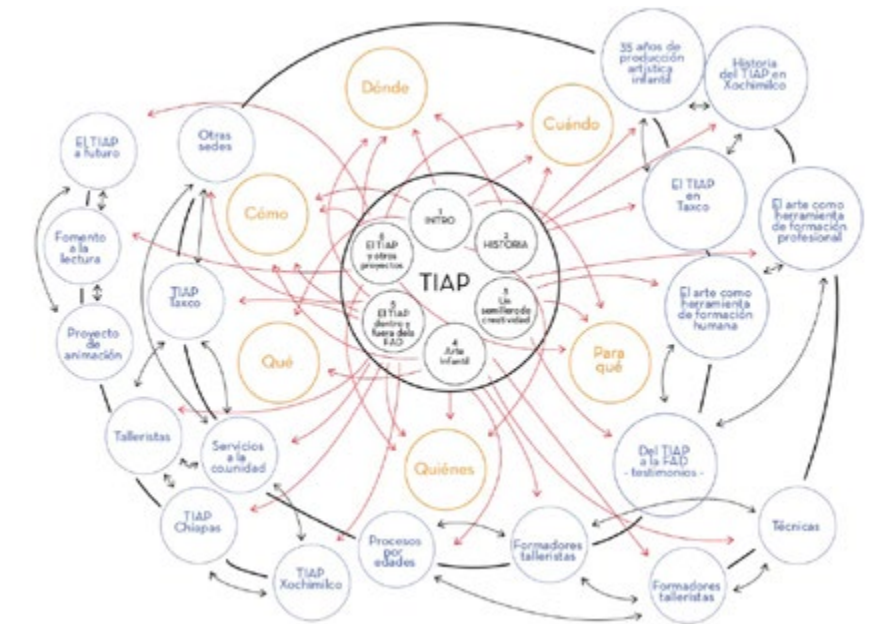 35 años de
producción
artística
infantil
Historia
del TIAP en
Xochimilco
Dónde
Cuándo
Otras
sedes
El TIAP
a futuro
El TIAP
en
Taxco
El arte como
herramienta
de formación
profesional
Cómo
Fomento
a la
lectura
1
INTRO
2
HISTORIA
3
Un
semillero de
creatividad
4
Arte
infantil
5
El TIAP
dentro y
fuera de la
FAD
6
El TIAP
y otros
proyectos
TIAP
TIAP
Taxco
El arte como
herramienta
de formación
humana
Proyecto
de
animación
Qué
Para
qué
Talleristas
Servicios
a la
comunidad
Quiénes
Del TIAP
a la FAD
- testimonios -
TIAP
Chiapas
Técnicas
Procesos
por
edades
Formadores
talleristas
TIAP
Xochimilco
Formadores
talleristas